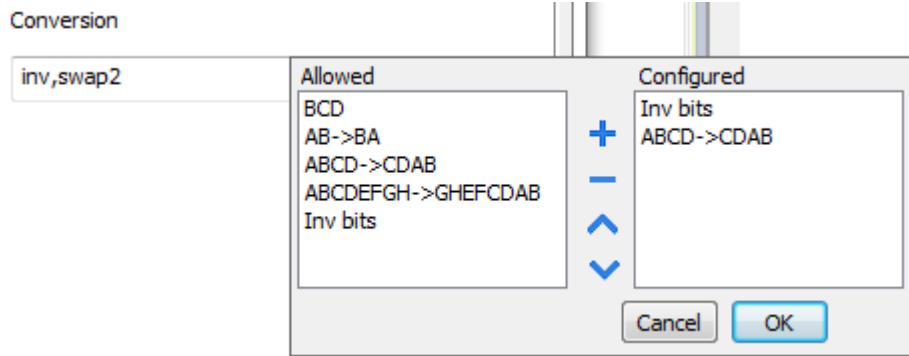 Conversion
inv,swap2
Allowed
BCD
AB->BA
ABCD->CDAB
ABCDEFGH->GHEFCDAB
Inv bits
Configured
Inv bits
ABCD->CDAB
Cancel
OK